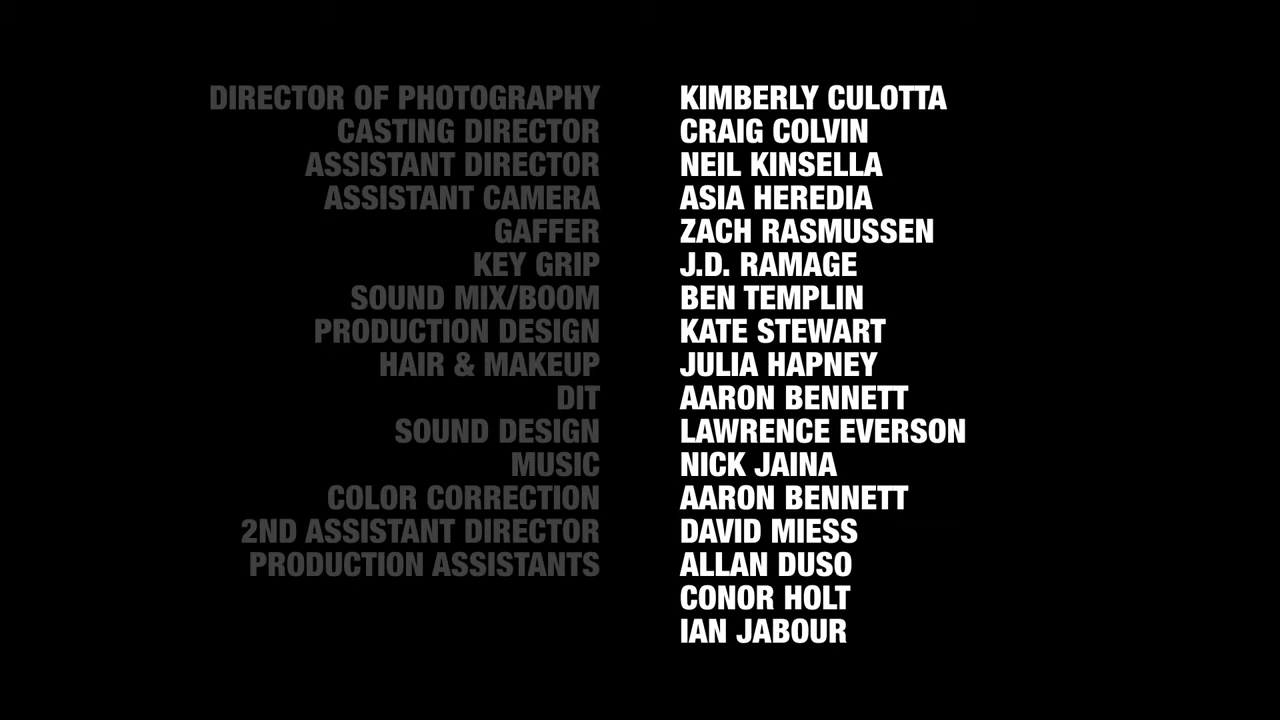 DIRECTOR OF PHOTOGRAPHY KIMBERLY CULOTTA
CASTING DIRECTOR CRAIG COLVIN
ASSISTANT DIRECTOR NEIL KINSELLA
ASSISTANT CAMERA ASIA HEREDIA
GAFFER ZACH RASMUSSEN
KEY GRIP J.D. RAMAGE
SOUND MIX/BOOM BEN TEMPLIN
PRODUCTION DESIGN KATE STEWART
HAIR & MAKEUP JULIA HAPNEY
DIT AARON BENNETT
SOUND DESIGN LAWRENCE EVERSON
MUSIC NICK JAINA
COLOR CORRECTION AARON BENNETT
2ND ASSISTANT DIRECTOR DAVID MIESS
PRODUCTION ASSISTANTS ALLAN DUSO
CONOR HOLT
IAN JABOUR